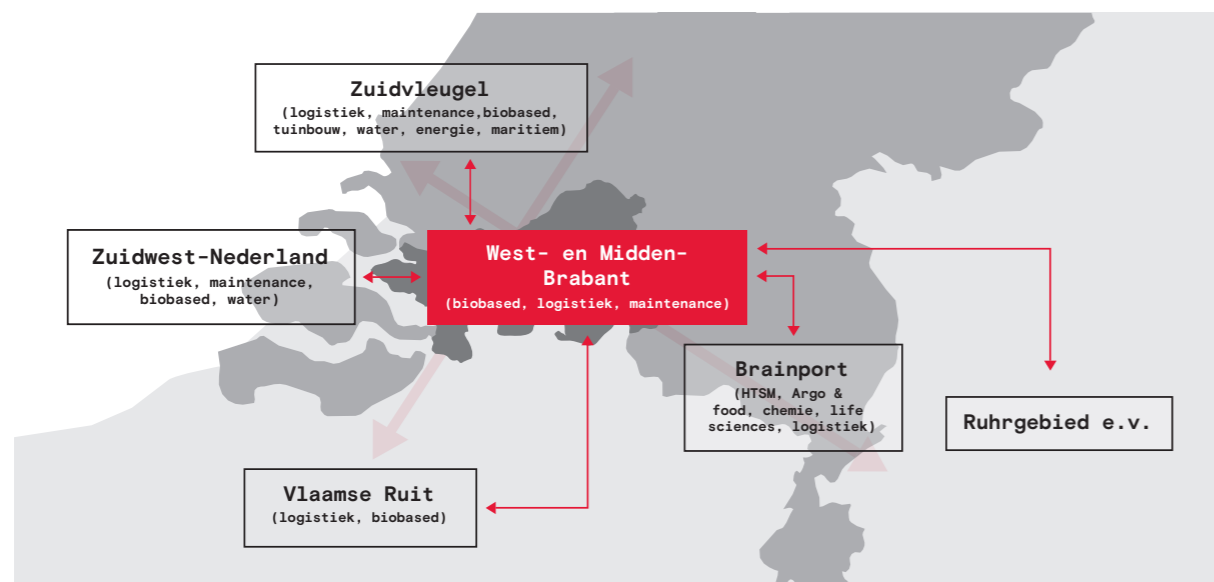 Zuidvleugel
(logistiek, maintenance,biobased,
tuinbouw, water, energie, maritiem)
Zuidwest-Nederland
(logistiek, maintenance,
biobased, water)
West- en Midden-
Brabant
(biobased, logistiek, maintenance)
Brainport
(HTSM, Argo &
food, chemie, life
sciences, logistiek)
Ruhrgebied e.v.
Vlaamse Ruit
(logistiek, biobased)